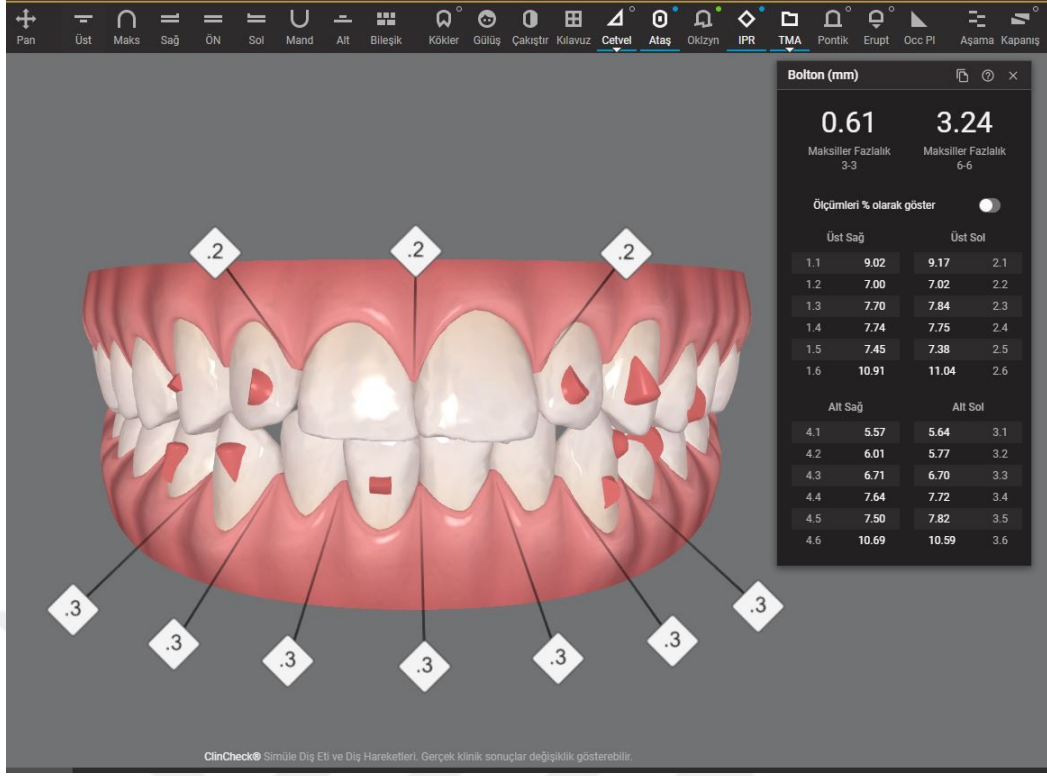 Pan Üst Maks Sağ ÖN Sol Mand Alt Bileşik Kökler Gülüş Çakıştır Kılavuz Cetvel Ataş Oklzyn IPR TMA Pontik Erupt Occ Pl Aşama Kapanış
Bolton (mm)
0.61 3.24
Maksiller Fazlalık Maksiller Fazlalık
3-3 6-6
Ölçümleri % olarak göster
Üst Sağ Üst Sol
1.1 9.02 9.17 2.1
1.2 7.00 7.02 2.2
1.3 7.70 7.84 2.3
1.4 7.74 7.75 2.4
1.5 7.45 7.38 2.5
1.6 10.91 11.04 2.6
Alt Sağ Alt Sol
4.1 5.57 5.64 3.1
4.2 6.01 5.77 3.2
4.3 6.71 6.70 3.3
4.4 7.64 7.72 3.4
4.5 7.50 7.82 3.5
4.6 10.69 10.59 3.6
.2 .2 .2
.3 .3 .3 .3 .3 .3 .3
ClinCheck® Simüle Diş Eti ve Diş Hareketleri. Gerçek klinik sonuçlar değişiklik gösterebilir.